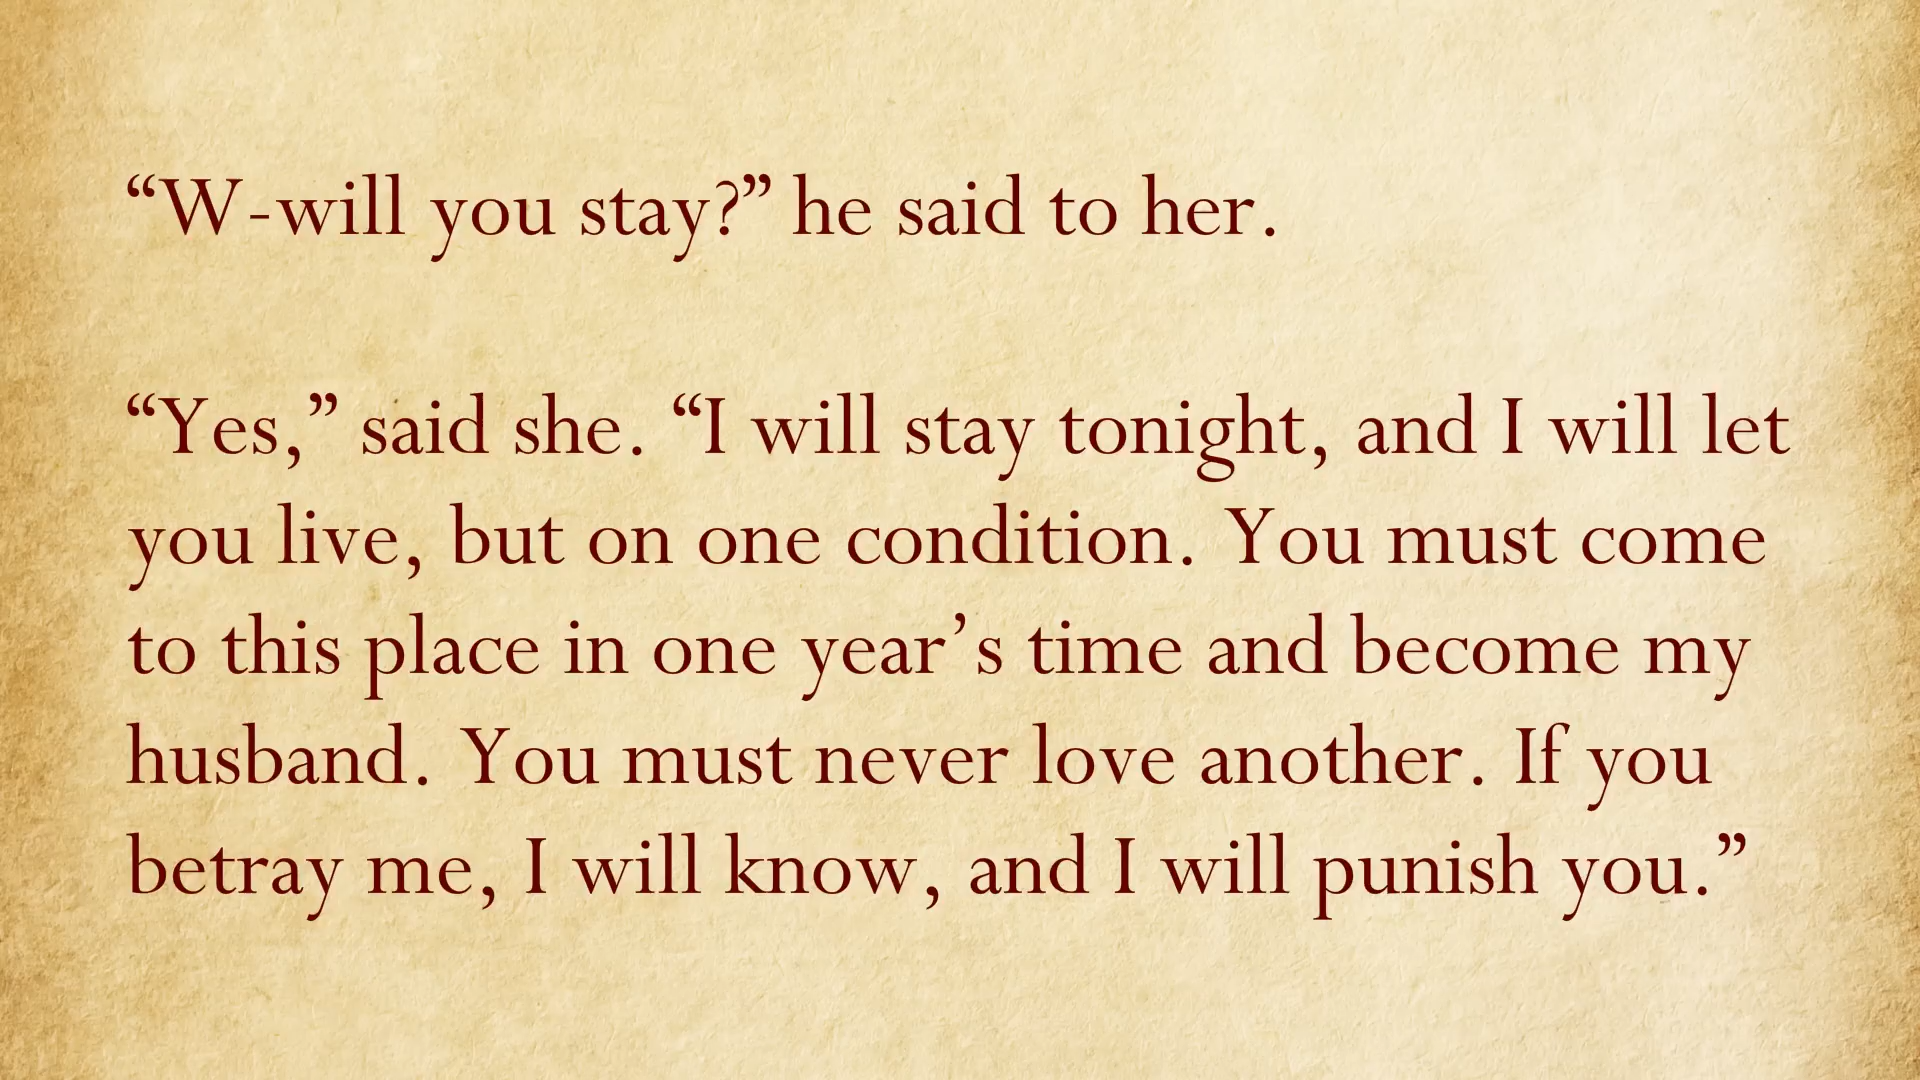 “W-will you stay?” he said to her.
“Yes,” said she. “I will stay tonight, and I will let
you live, but on one condition. You must come
to this place in one year’s time and become my
husband. You must never love another. If you
betray me, I will know, and I will punish you.”